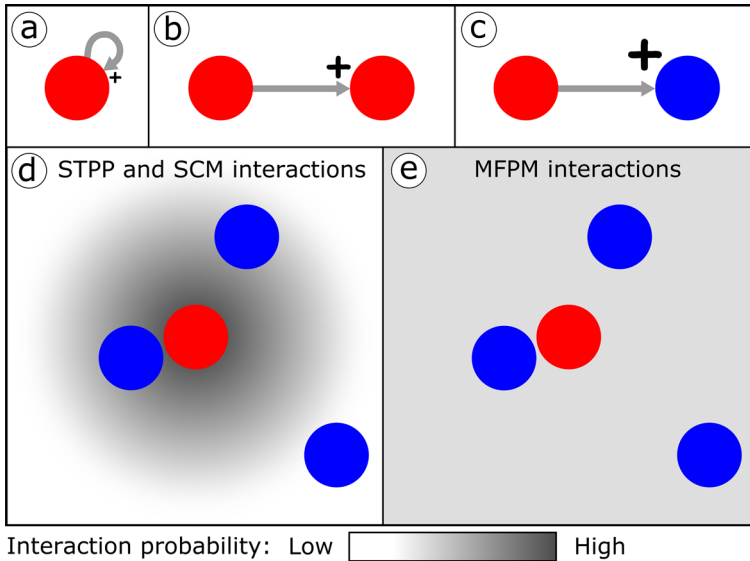 a
+
b
+
c
+
d
STPP and SCM interactions
e
MFPM interactions
Interaction probability: Low High